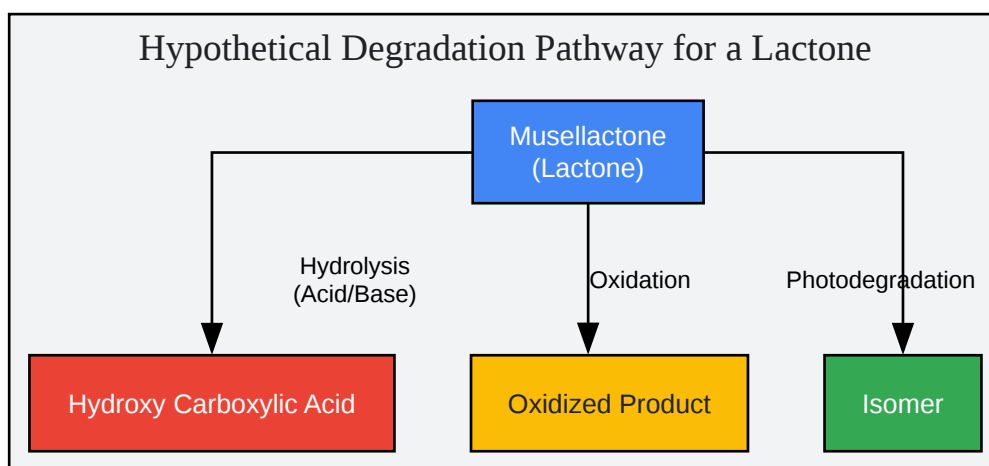 Hypothetical Degradation Pathway for a Lactone
Musellactone
(Lactone)
Hydrolysis
(Acid/Base)
Oxidation
Photodegradation
Hydroxy Carboxylic Acid
Oxidized Product
Isomer